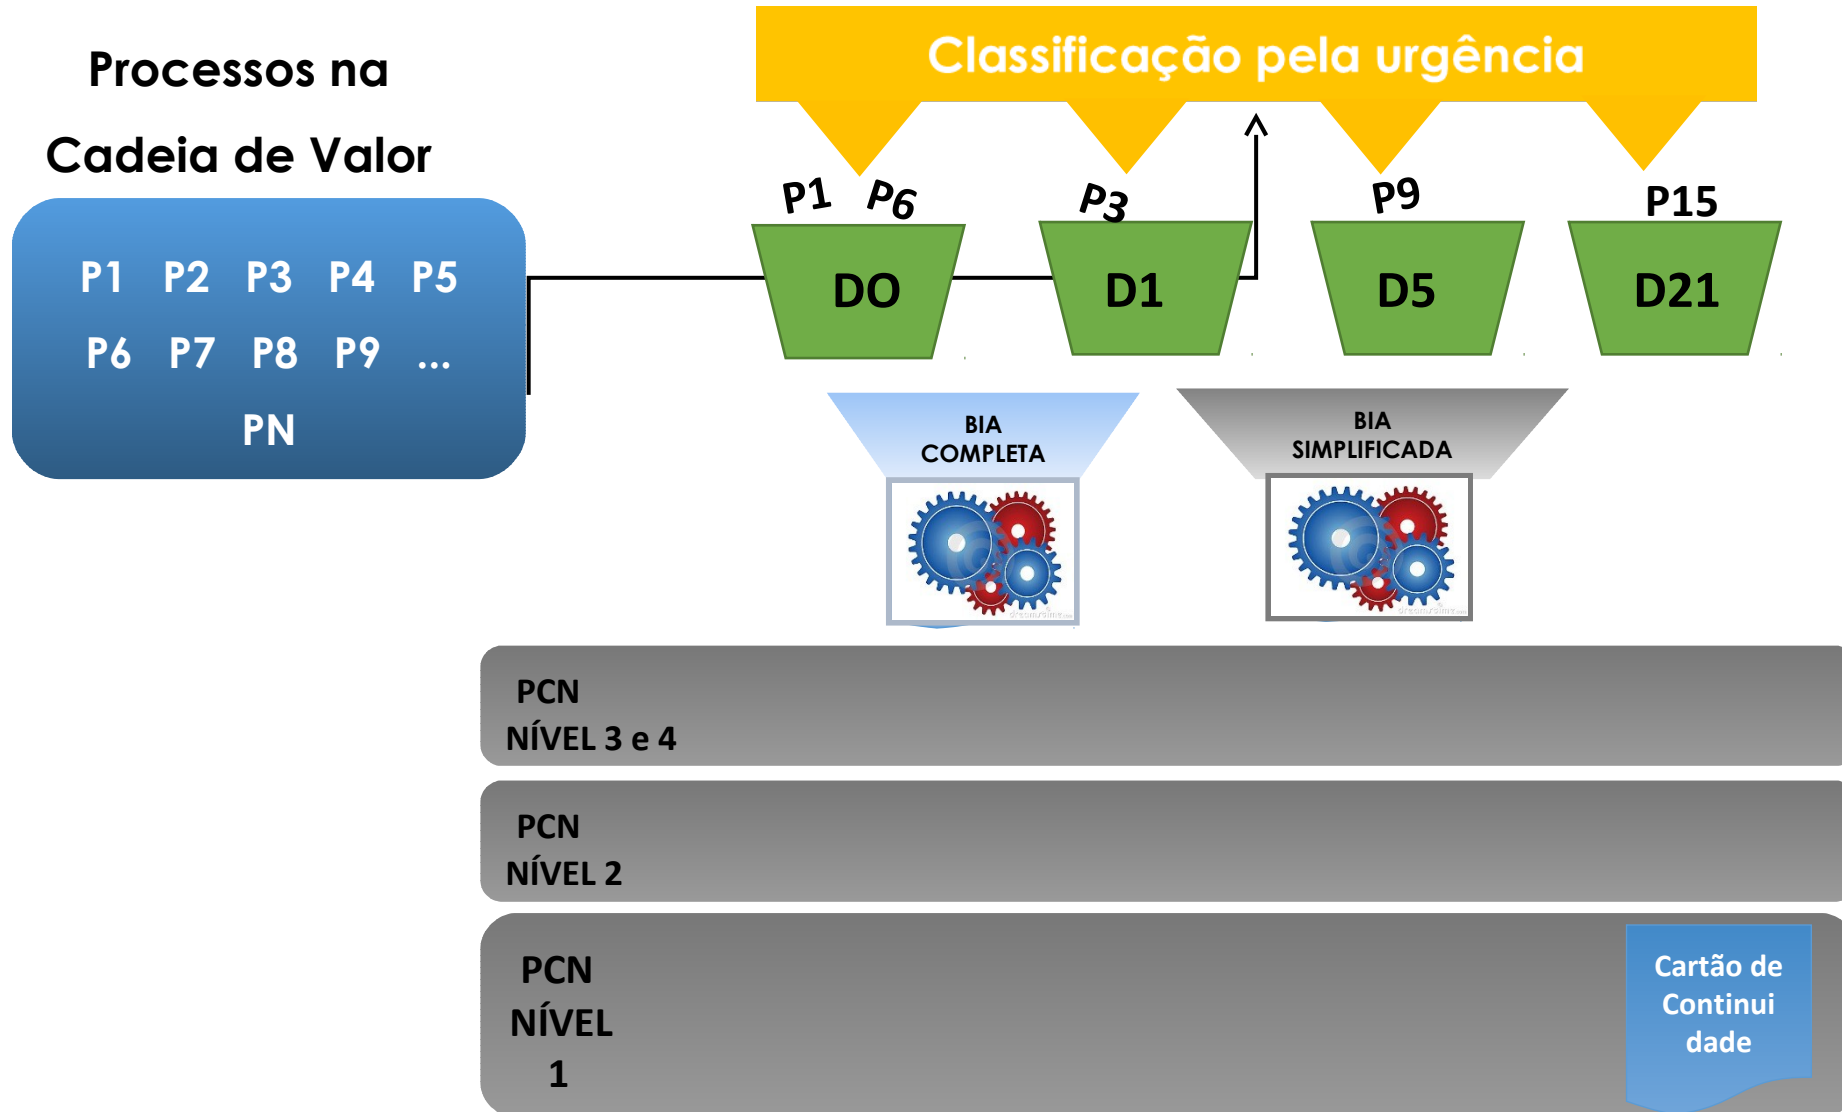 Processos na
Cadeia de Valor
Classificação pela urgência
P1 P2 P3 P4 P5
P6 P7 P8 P9 ...
PN
P1 P6 P3 P9 P15
DO D1 D5 D21
BIA
COMPLETA
BIA
SIMPLIFICADA
PCN
NÍVEL 3 e 4
PCN
NÍVEL 2
PCN
NÍVEL
1
Cartão de
Continui
dade